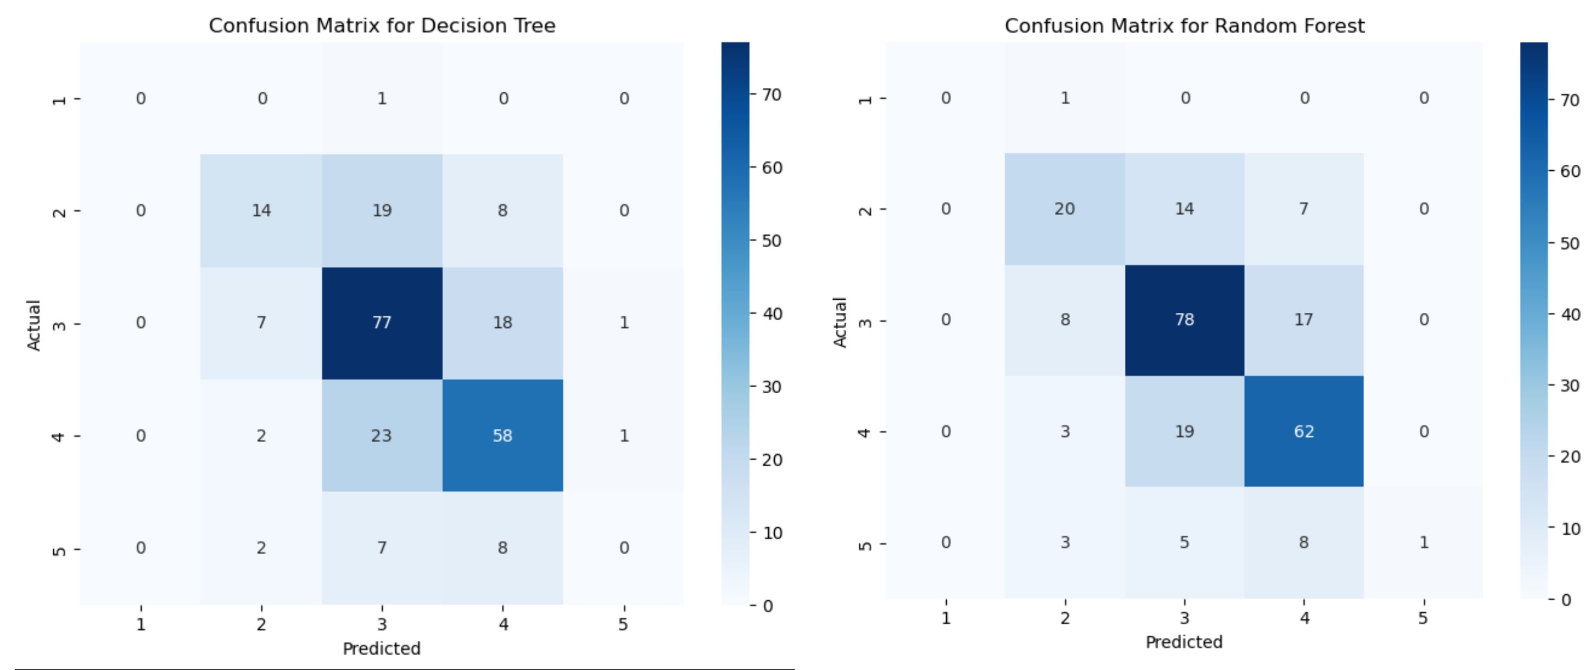 Confusion Matrix for Decision Tree
1 0 0 1 0 0
2 0 14 19 8 0
3 0 7 77 18 1
4 0 2 23 58 1
5 0 2 7 8 0
1 2 3 4 5
Actual
Predicted
70
60
50
40
30
20
10
0
Confusion Matrix for Random Forest
1 0 1 0 0 0
2 0 20 14 7 0
3 0 8 78 17 0
4 0 3 19 62 0
5 0 3 5 8 1
1 2 3 4 5
Actual
Predicted
70
60
50
40
30
20
10
0